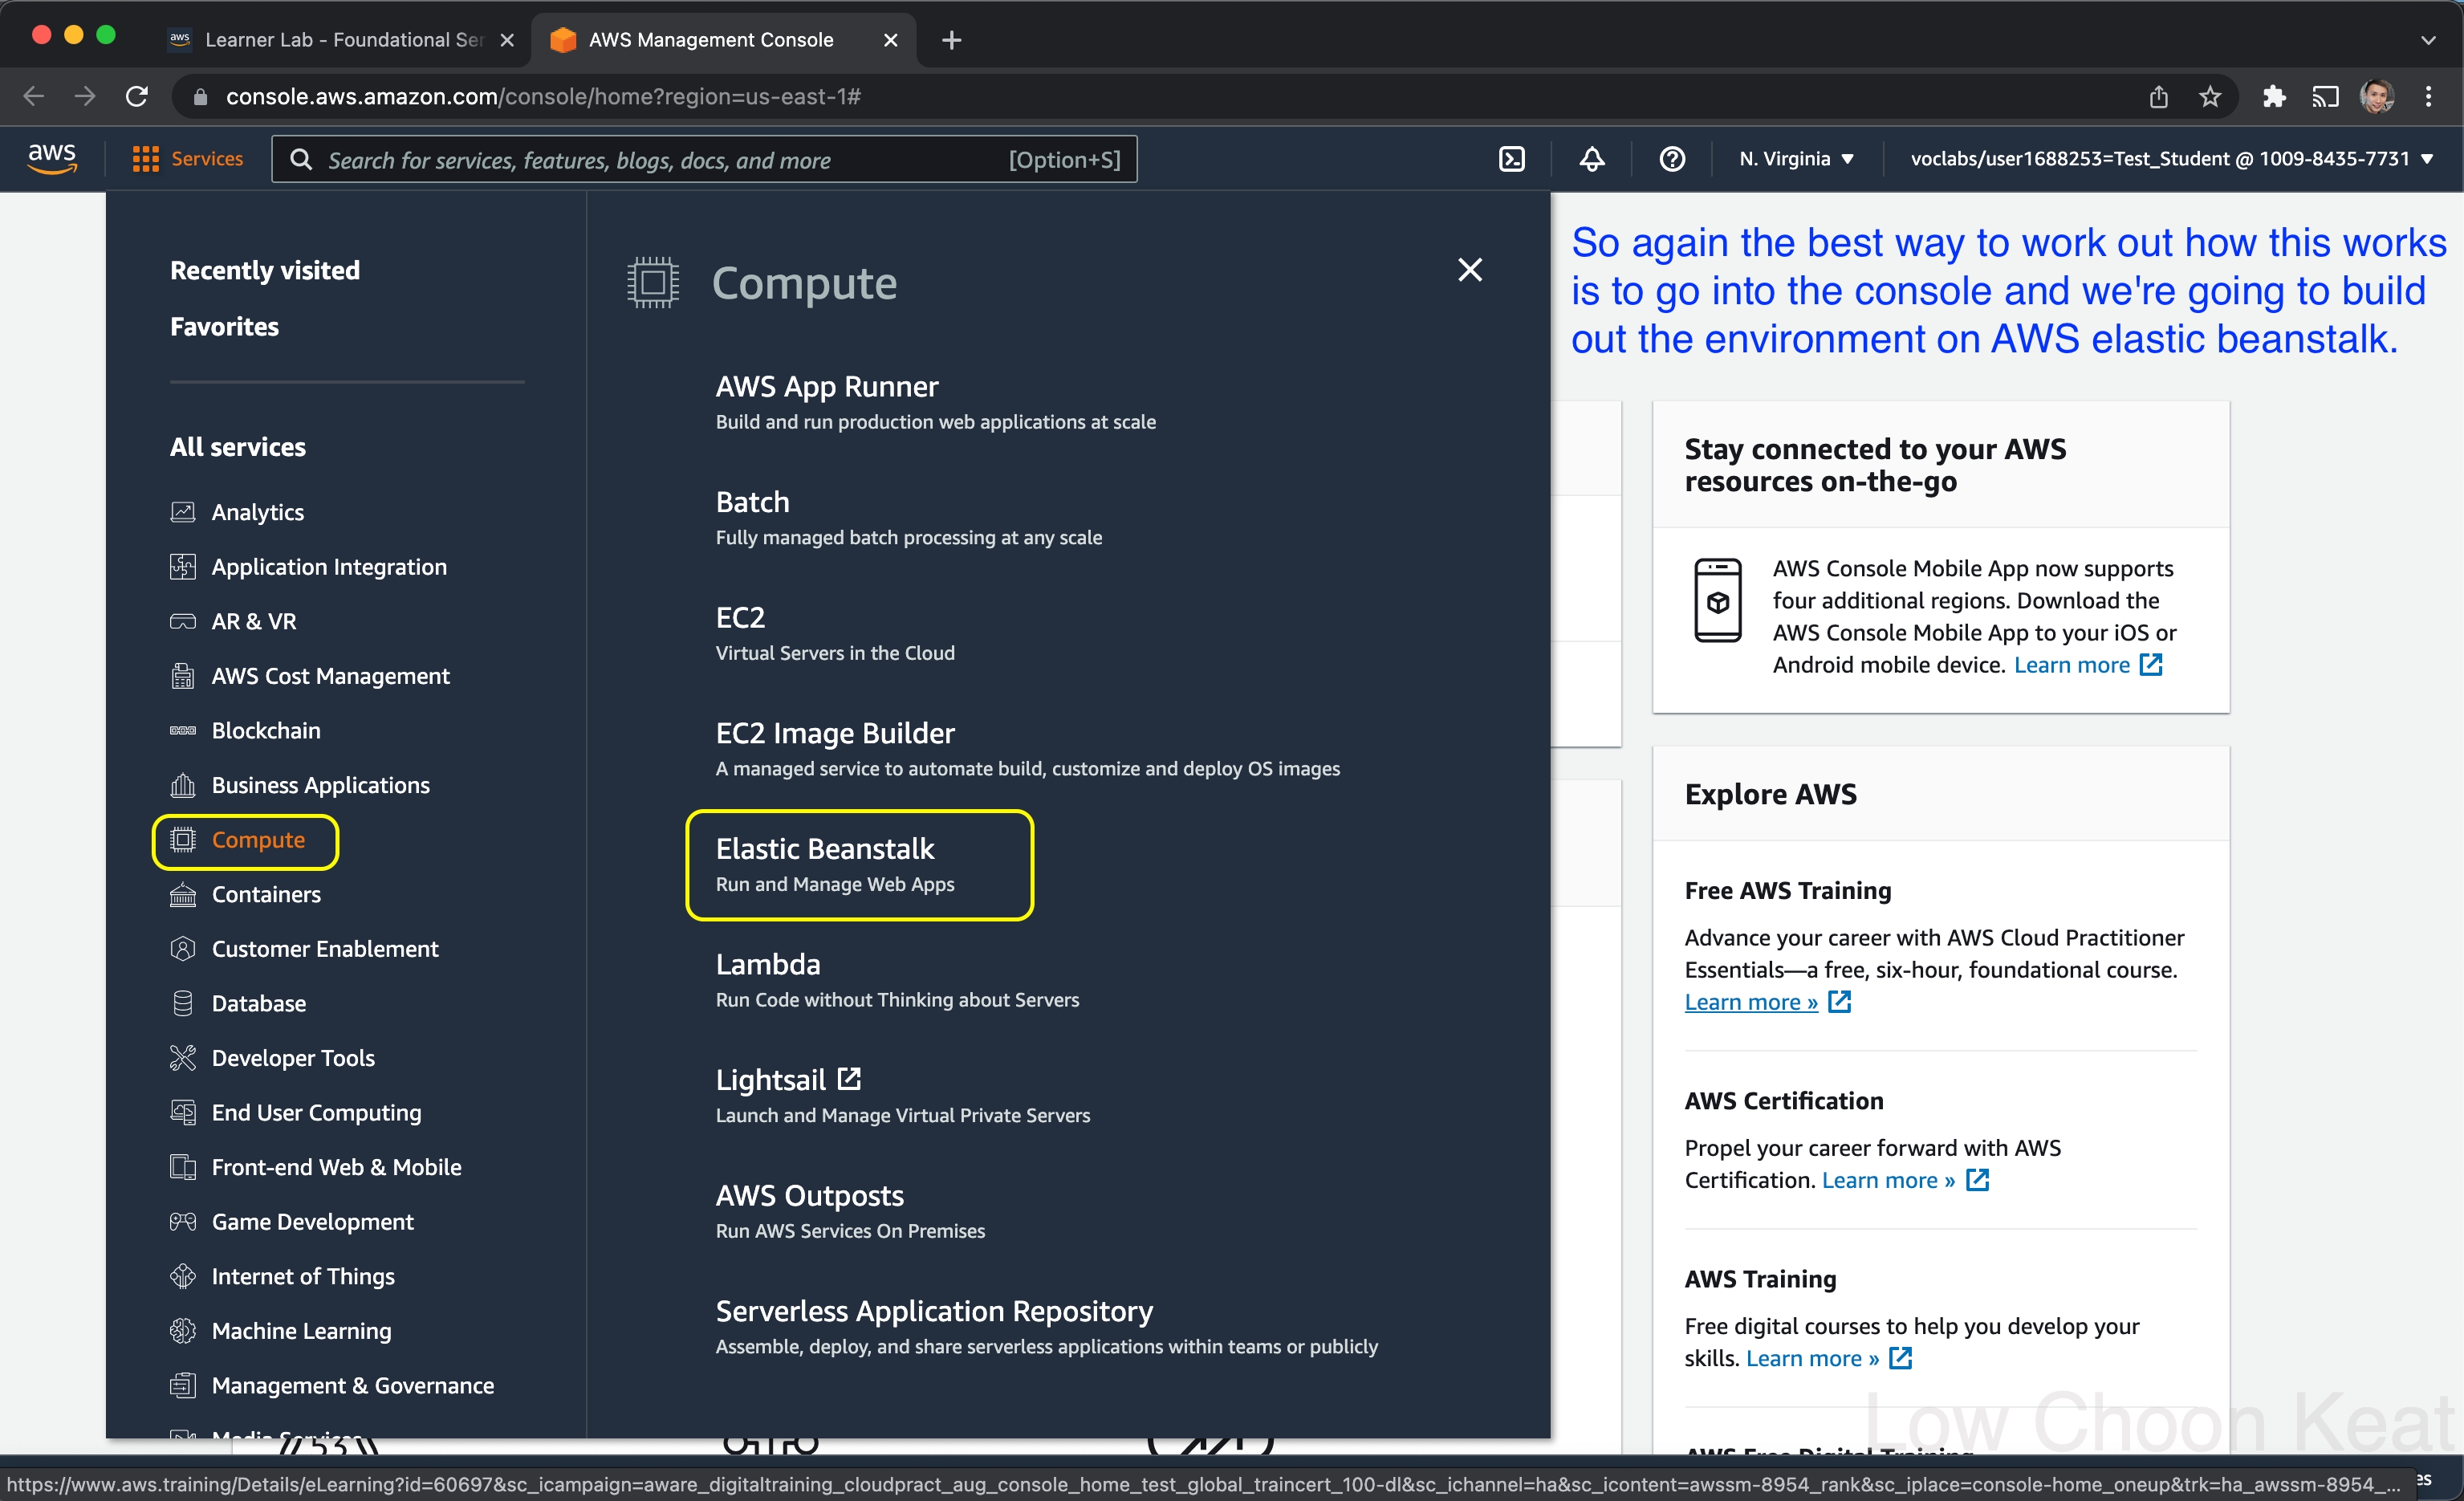 aws Learner Lab - Foundational Ser
AWS Management Console
console.aws.amazon.com/console/home?region=us-east-1#
aws
Services
Search for services, features, blogs, docs, and more
[Option+S]
N. Virginia
voclabs/user1688253=Test_Student @ 1009-8435-7731
Recently visited
Favorites
All services
Analytics
Application Integration
AR & VR
AWS Cost Management
Blockchain
Business Applications
Compute
Containers
Customer Enablement
Database
Developer Tools
End User Computing
Front-end Web & Mobile
Game Development
Internet of Things
Machine Learning
Management & Governance
Media Services
Compute
AWS App Runner
Build and run production web applications at scale
Batch
Fully managed batch processing at any scale
EC2
Virtual Servers in the Cloud
EC2 Image Builder
A managed service to automate build, customize and deploy OS images
Elastic Beanstalk
Run and Manage Web Apps
Lambda
Run Code without Thinking about Servers
Lightsail
Launch and Manage Virtual Private Servers
AWS Outposts
Run AWS Services On Premises
Serverless Application Repository
Assemble, deploy, and share serverless applications within teams or publicly
So again the best way to work out how this works
is to go into the console and we're going to build
out the environment on AWS elastic beanstalk.
Stay connected to your AWS
resources on-the-go
AWS Console Mobile App now supports
four additional regions. Download the
AWS Console Mobile App to your iOS or
Android mobile device. Learn more
Explore AWS
Free AWS Training
Advance your career with AWS Cloud Practitioner
Essentials—a free, six-hour, foundational course.
Learn more »
AWS Certification
Propel your career forward with AWS
Certification. Learn more »
AWS Training
Free digital courses to help you develop your
skills. Learn more »
AWS Free Digital Training
Low Choon Keat
53
https://www.aws.training/Details/eLearning?id=60697&sc_icampaign=aware_digitaltraining_cloudpract_aug_console_home_test_global_traincert_100-dl&sc_ichannel=ha&sc_icontent=awssm-8954_rank&sc_iplace=console-home_oneup&trk=ha_awssm-8954_...